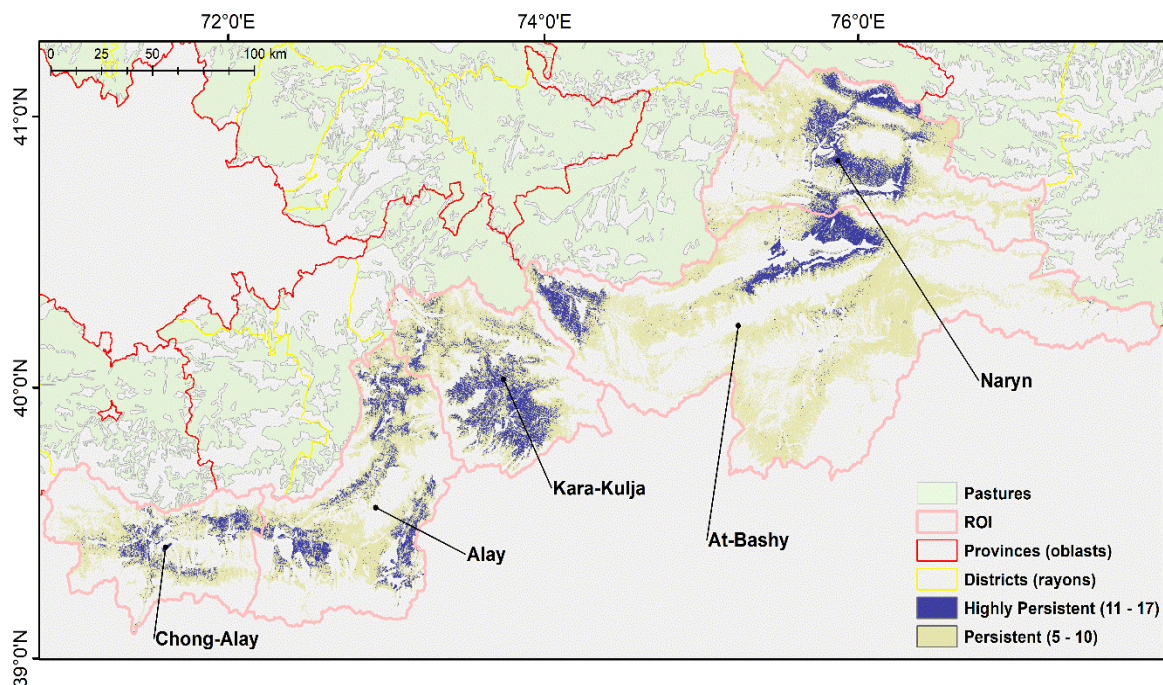 72°0'E 74°0'E 76°0'E
0 25 50 100 km
41°0'N
40°0'N
39°0'N
Naryn
Kara-Kulja
At-Bashy
Alay
Chong-Alay
Pastures
ROI
Provinces (oblasts)
Districts (rayons)
Highly Persistent (11 - 17)
Persistent (5 - 10)